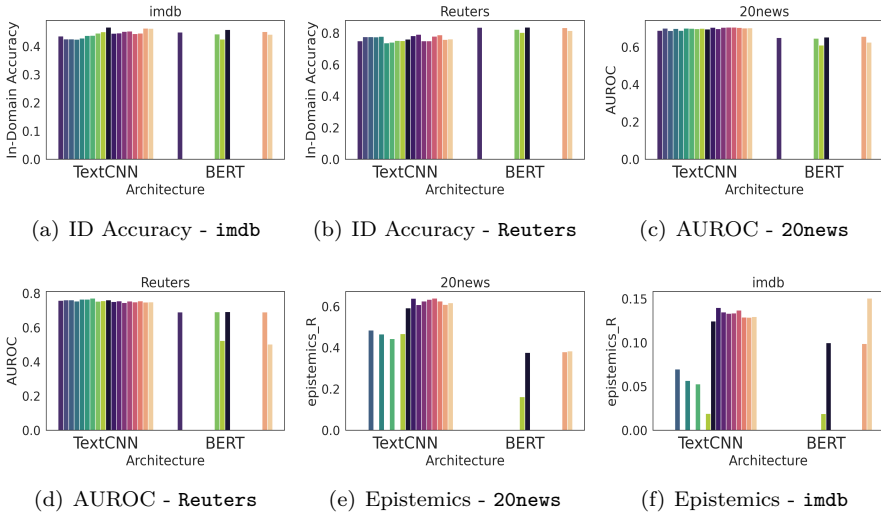 imdb
In-Domain Accuracy
0.4
0.3
0.2
0.1
0.0
TextCNN BERT
Architecture
(a) ID Accuracy - imdb
Reuters
In-Domain Accuracy
0.8
0.6
0.4
0.2
0.0
TextCNN BERT
Architecture
(b) ID Accuracy - Reuters
20news
AUROC
0.6
0.4
0.2
0.0
TextCNN BERT
Architecture
(c) AUROC - 20news
Reuters
AUROC
0.8
0.6
0.4
0.2
0.0
TextCNN BERT
Architecture
(d) AUROC - Reuters
20news
epistemics_R
0.6
0.4
0.2
0.0
TextCNN BERT
Architecture
(e) Epistemics - 20news
imdb
epistemics_R
0.15
0.10
0.05
0.00
TextCNN BERT
Architecture
(f) Epistemics - imdb